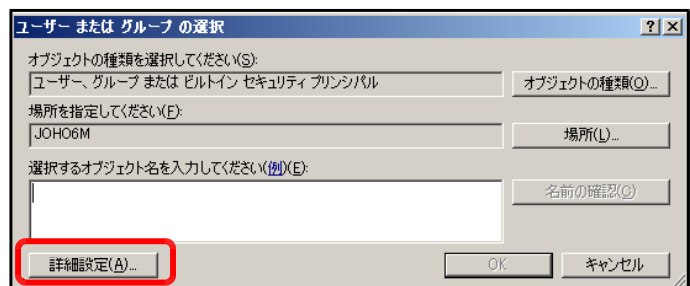 ユーザー または グループ の選択
オブジェクトの種類を選択してください(S):
ユーザー、グループ または ビルトイン セキュリティ プリンシパル
オブジェクトの種類(O)...
場所を指定してください(F):
JOHO6M
場所(L)...
選択するオブジェクト名を入力してください(例)(E):
名前の確認(C)
詳細設定(A)...
OK
キャンセル